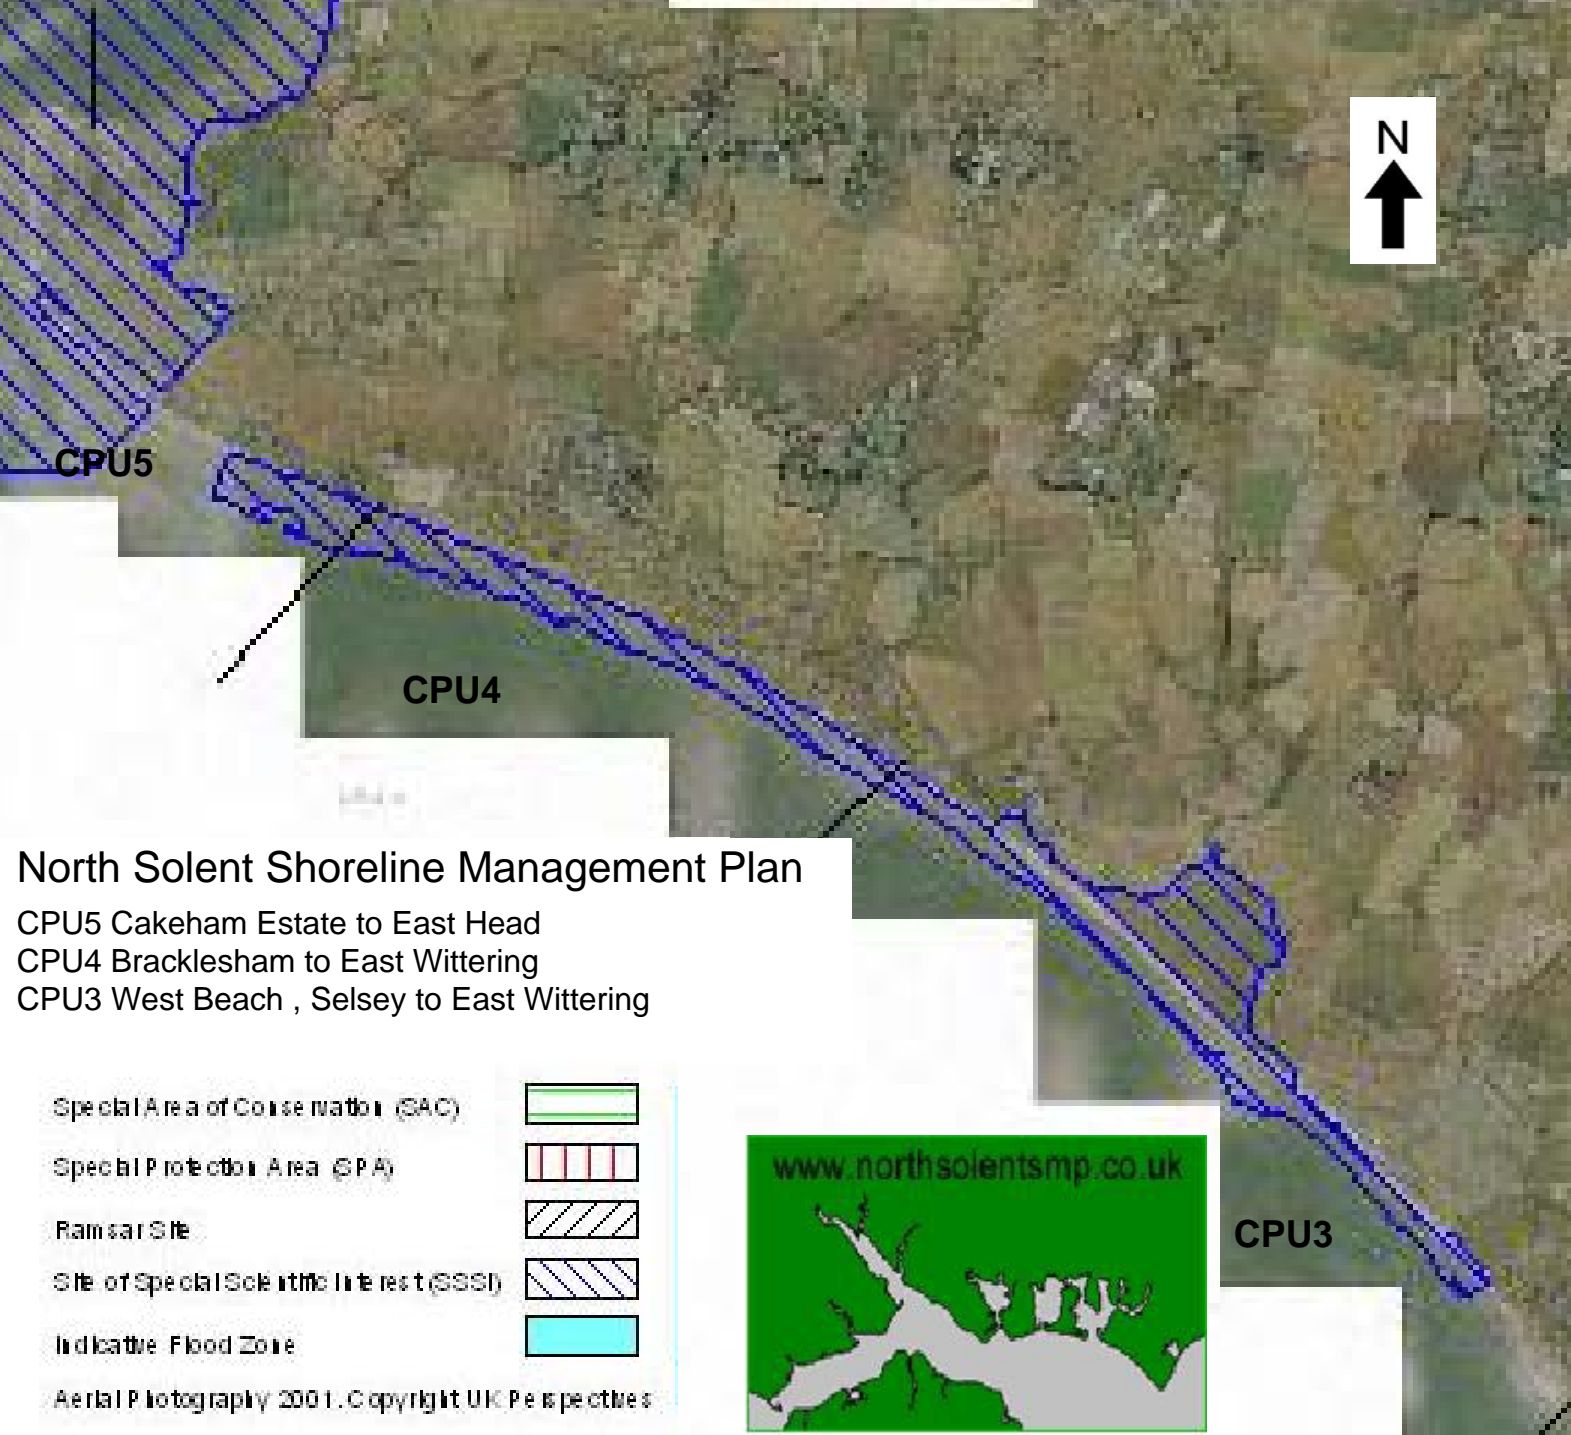 N
CPU5
CPU4
North Solent Shoreline Management Plan
CPU5 Cakeham Estate to East Head
CPU4 Bracklesham to East Wittering
CPU3 West Beach , Selsey to East Wittering
Special Area of Conservation (SAC)
Special Protection Area (SPA)
Ramsar Site
Site of Special Scientific Interest (SSSI)
Indicative Flood Zone
Aerial Photography 2001. Copyright UK Perspectives
www.northsolentsmp.co.uk
CPU3